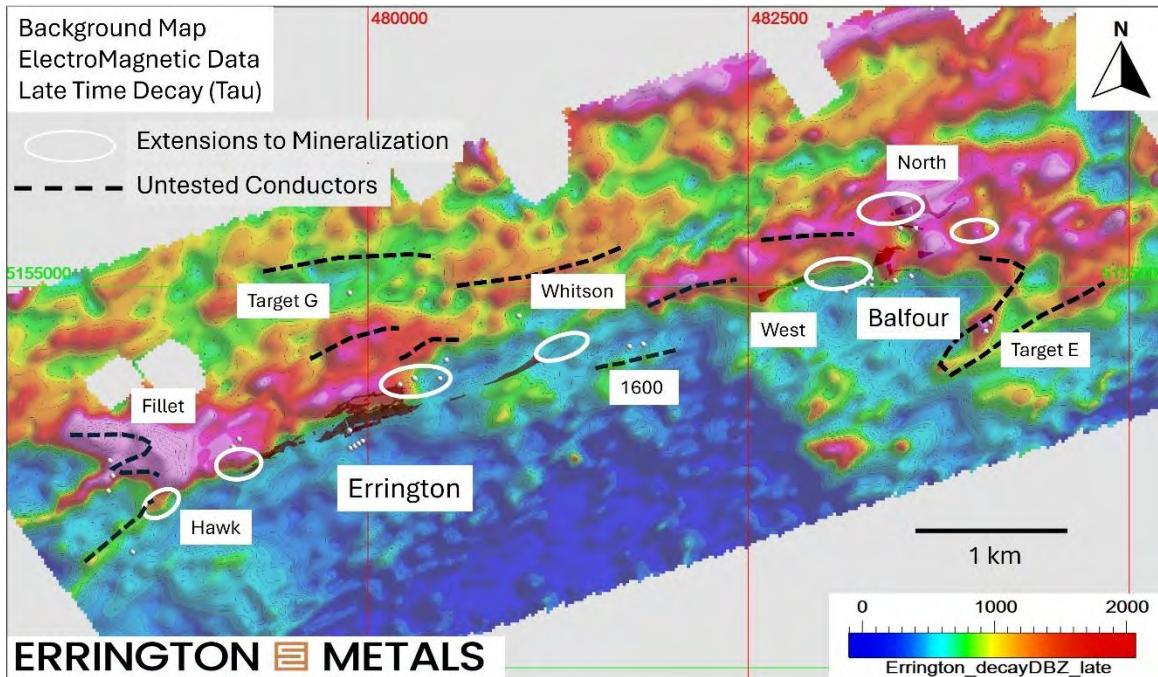 Background Map
ElectroMagnetic Data
Late Time Decay (Tau)
Extensions to Mineralization
Untested Conductors
480000
482500
N
North
5155000
Target G
Whitson
West
Balfour
Target E
1600
Fillet
Errington
Hawk
1 km
0 1000 2000
Errington_decayDBZ_late
ERRINGTON METALS